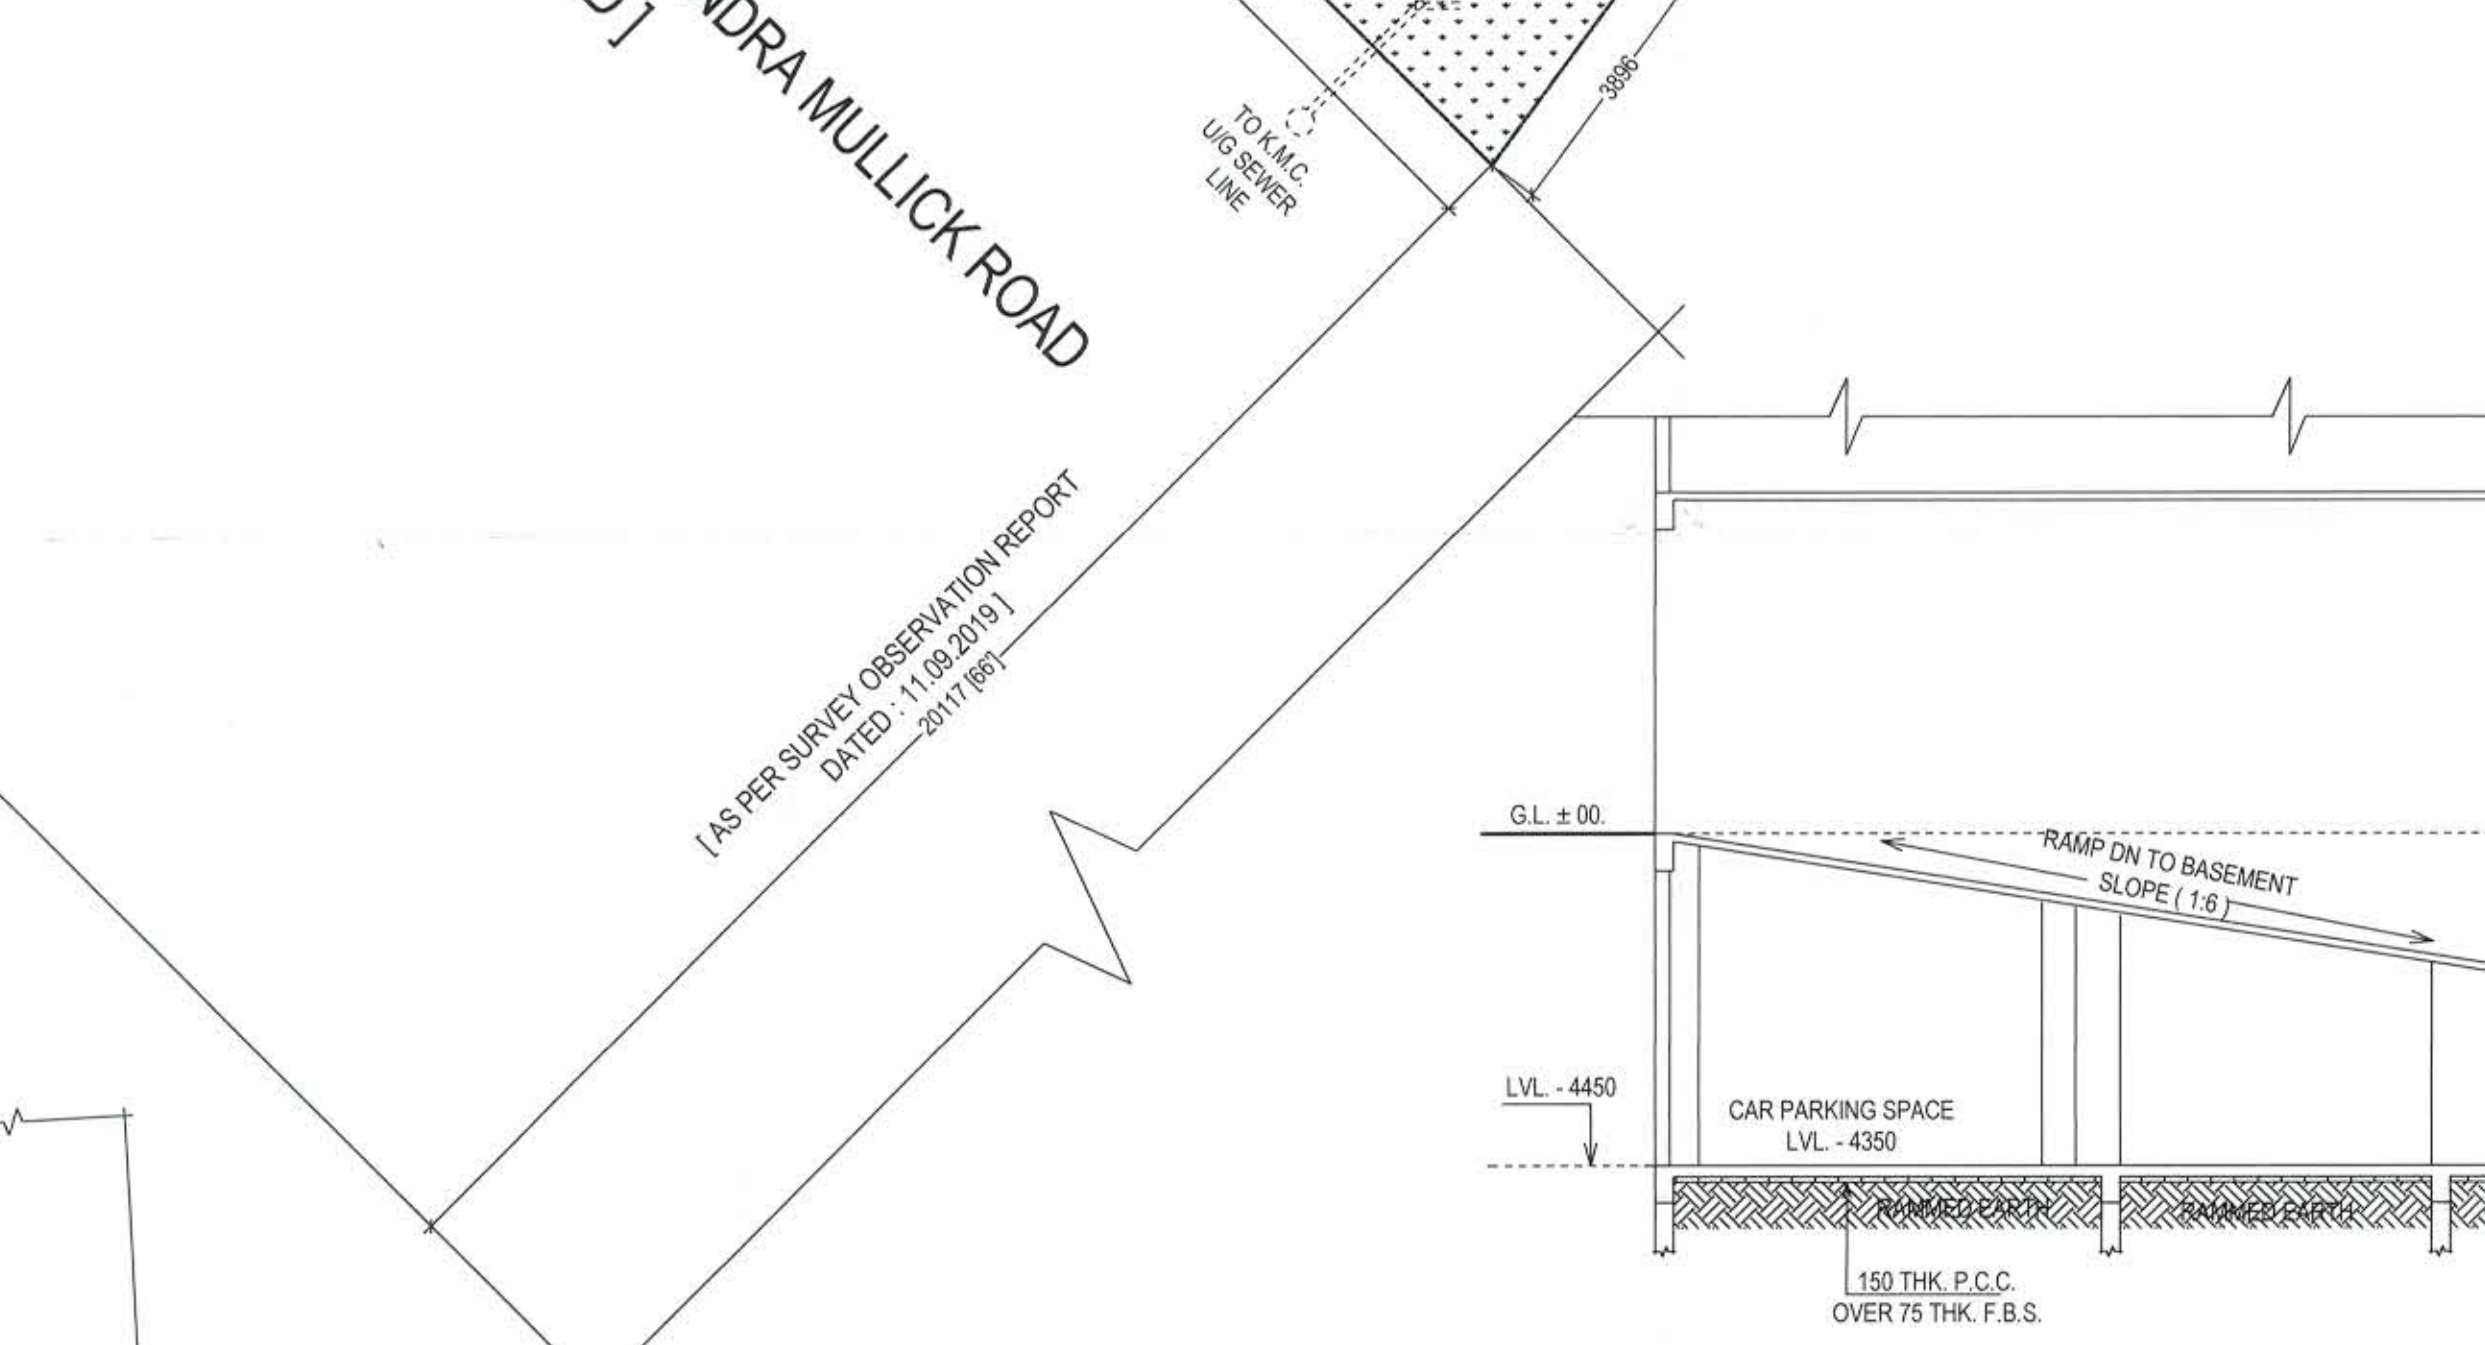 D ]
NDRA MULLICK ROAD
TO K.M.C.
U/G SEWER
LINE
3896
[ AS PER SURVEY OBSERVATION REPORT
DATED : 11.09.2019 ]
20117 [66']
G.L. ± 00.
RAMP DN TO BASEMENT
SLOPE ( 1:6 )
LVL. - 4450
CAR PARKING SPACE
LVL. - 4350
RAMMED EARTH
RAMMED EARTH
150 THK. P.C.C.
OVER 75 THK. F.B.S.